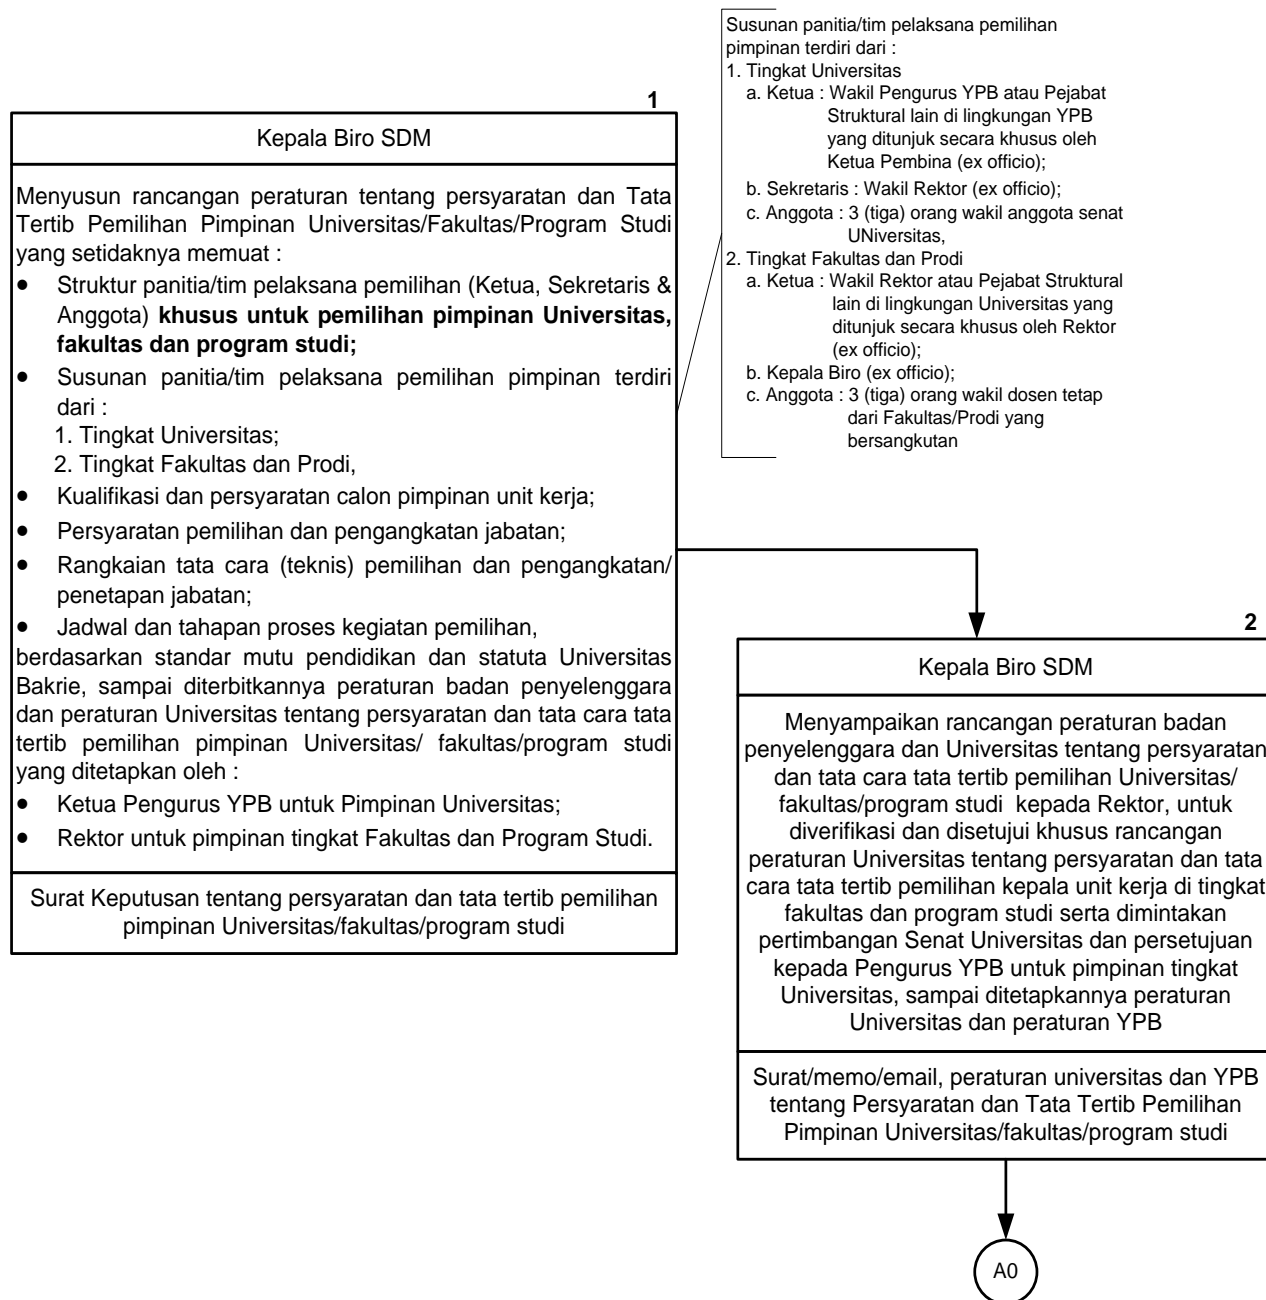 1
Kepala Biro SDM
Menyusun rancangan peraturan tentang persyaratan dan Tata
Tertib Pemilihan Pimpinan Universitas/Fakultas/Program Studi
yang setidaknya memuat :
● Struktur panitia/tim pelaksana pemilihan (Ketua, Sekretaris &
Anggota) khusus untuk pemilihan pimpinan Universitas,
fakultas dan program studi;
● Susunan panitia/tim pelaksana pemilihan pimpinan terdiri
dari :
1. Tingkat Universitas;
2. Tingkat Fakultas dan Prodi,
● Kualifikasi dan persyaratan calon pimpinan unit kerja;
● Persyaratan pemilihan dan pengangkatan jabatan;
● Rangkaian tata cara (teknis) pemilihan dan pengangkatan/
penetapan jabatan;
● Jadwal dan tahapan proses kegiatan pemilihan,
berdasarkan standar mutu pendidikan dan statuta Universitas
Bakrie, sampai diterbitkannya peraturan badan penyelenggara
dan peraturan Universitas tentang persyaratan dan tata cara tata
tertib pemilihan pimpinan Universitas/ fakultas/program studi
yang ditetapkan oleh :
● Ketua Pengurus YPB untuk Pimpinan Universitas;
● Rektor untuk pimpinan tingkat Fakultas dan Program Studi.
Surat Keputusan tentang persyaratan dan tata tertib pemilihan
pimpinan Universitas/fakultas/program studi
Susunan panitia/tim pelaksana pemilihan
pimpinan terdiri dari :
1. Tingkat Universitas
a. Ketua : Wakil Pengurus YPB atau Pejabat
Struktural lain di lingkungan YPB
yang ditunjuk secara khusus oleh
Ketua Pembina (ex officio);
b. Sekretaris : Wakil Rektor (ex officio);
c. Anggota : 3 (tiga) orang wakil anggota senat
UNiversitas,
2. Tingkat Fakultas dan Prodi
a. Ketua : Wakil Rektor atau Pejabat Struktural
lain di lingkungan Universitas yang
ditunjuk secara khusus oleh Rektor
(ex officio);
b. Kepala Biro (ex officio);
c. Anggota : 3 (tiga) orang wakil dosen tetap
dari Fakultas/Prodi yang
bersangkutan
2
Kepala Biro SDM
Menyampaikan rancangan peraturan badan
penyelenggara dan Universitas tentang persyaratan
dan tata cara tata tertib pemilihan Universitas/
fakultas/program studi kepada Rektor, untuk
diverifikasi dan disetujui khusus rancangan
peraturan Universitas tentang persyaratan dan tata
cara tata tertib pemilihan kepala unit kerja di tingkat
fakultas dan program studi serta dimintakan
pertimbangan Senat Universitas dan persetujuan
kepada Pengurus YPB untuk pimpinan tingkat
Universitas, sampai ditetapkannya peraturan
Universitas dan peraturan YPB
Surat/memo/email, peraturan universitas dan YPB
tentang Persyaratan dan Tata Tertib Pemilihan
Pimpinan Universitas/fakultas/program studi
A0